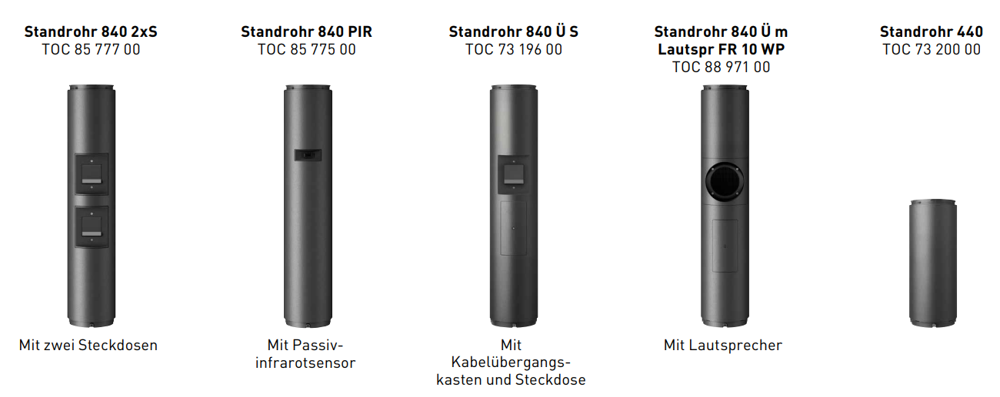 Standrohr 840 2xS
TOC 85 777 00
Mit zwei Steckdosen
Standrohr 840 PIR
TOC 85 775 00
Mit Passiv-
infrarotsensor
Standrohr 840 Ü S
TOC 73 196 00
Mit
Kabelübergangs-
kasten und Steckdose
Standrohr 840 Ü m
Lautspr FR 10 WP
TOC 88 971 00
Mit Lautsprecher
Standrohr 440
TOC 73 200 00